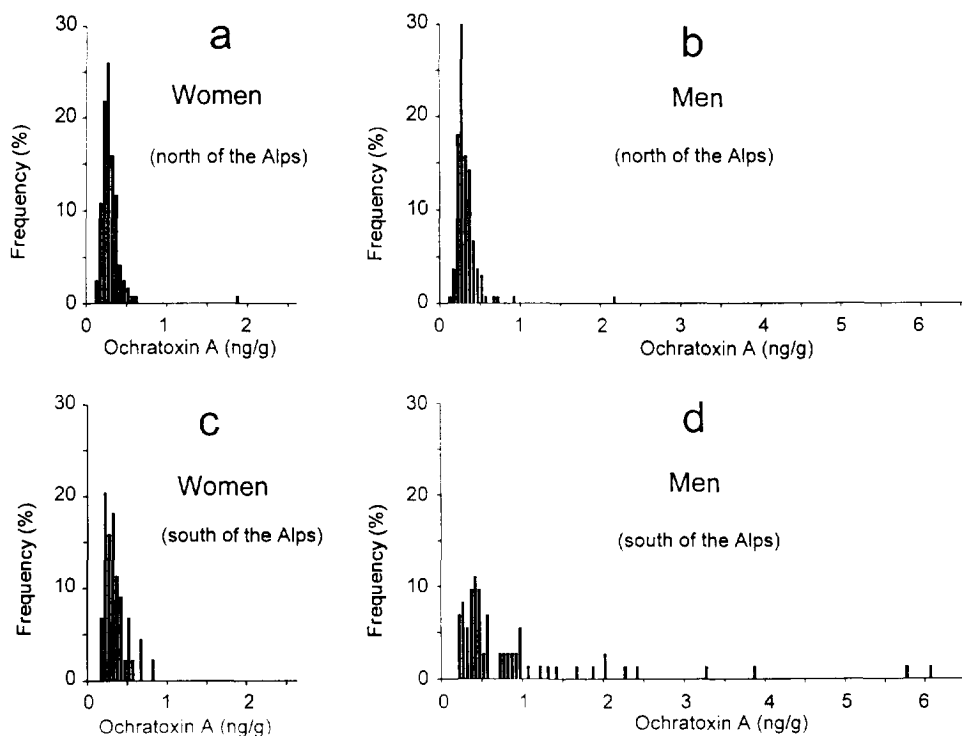 a
Women
(north of the Alps)
Frequency (%)
30
20
10
0
0 1 2
Ochratoxin A (ng/g)
b
Men
(north of the Alps)
Frequency (%)
30
20
10
0
0 1 2 3 4 5 6
Ochratoxin A (ng/g)
c
Women
(south of the Alps)
Frequency (%)
30
20
10
0
0 1 2
Ochratoxin A (ng/g)
d
Men
(south of the Alps)
Frequency (%)
30
20
10
0
0 1 2 3 4 5 6
Ochratoxin A (ng/g)